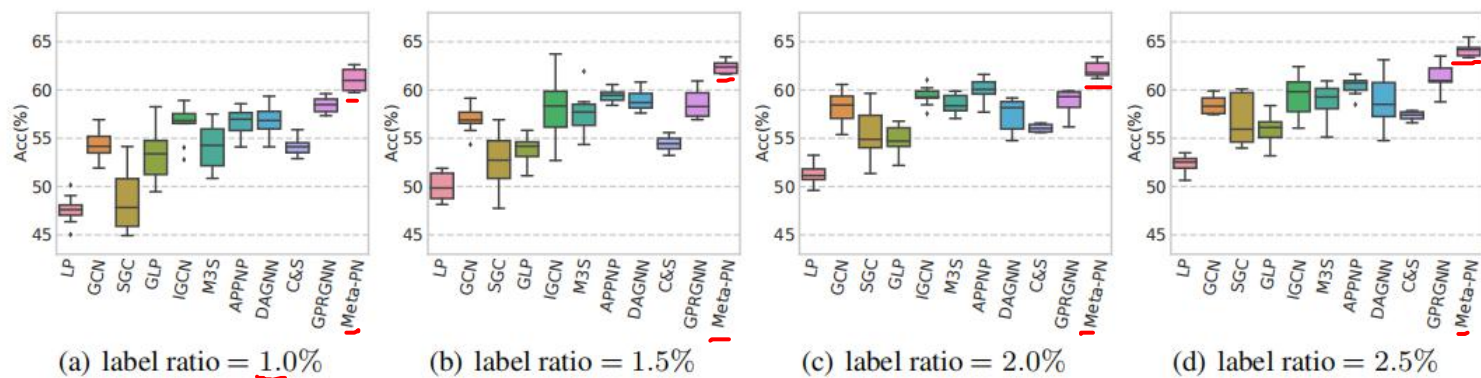 65
60
55
50
45
Acc(%)
LP
GCN
SGC
GLP
IGCN
M3S
APPNP
DAGNN
C&S
GPRGNN
Meta-PN
(a) label ratio = 1.0%
65
60
55
50
45
Acc(%)
LP
GCN
SGC
GLP
IGCN
M3S
APPNP
DAGNN
C&S
GPRGNN
Meta-PN
(b) label ratio = 1.5%
65
60
55
50
45
Acc(%)
LP
GCN
SGC
GLP
IGCN
M3S
APPNP
DAGNN
C&S
GPRGNN
Meta-PN
(c) label ratio = 2.0%
65
60
55
50
45
Acc(%)
LP
GCN
SGC
GLP
IGCN
M3S
APPNP
DAGNN
C&S
GPRGNN
Meta-PN
(d) label ratio = 2.5%